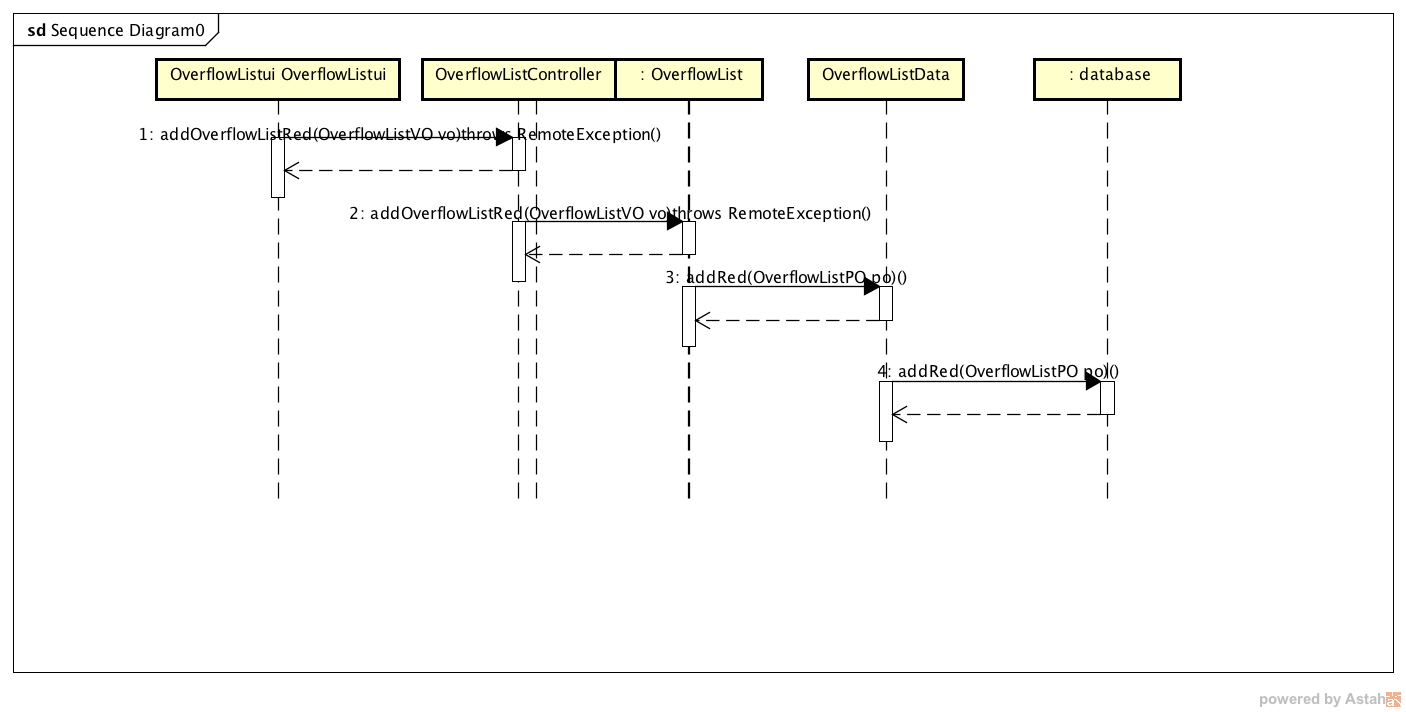 sd Sequence Diagram0
OverflowListui OverflowListui
OverflowListController
: OverflowList
OverflowListData
: database
1: addOverflowListRed(OverflowListVO vo)throws RemoteException()
2: addOverflowListRed(OverflowListVO vo)throws RemoteException()
3: addRed(OverflowListPO po)()
4: addRed(OverflowListPO po)()
powered by Astah